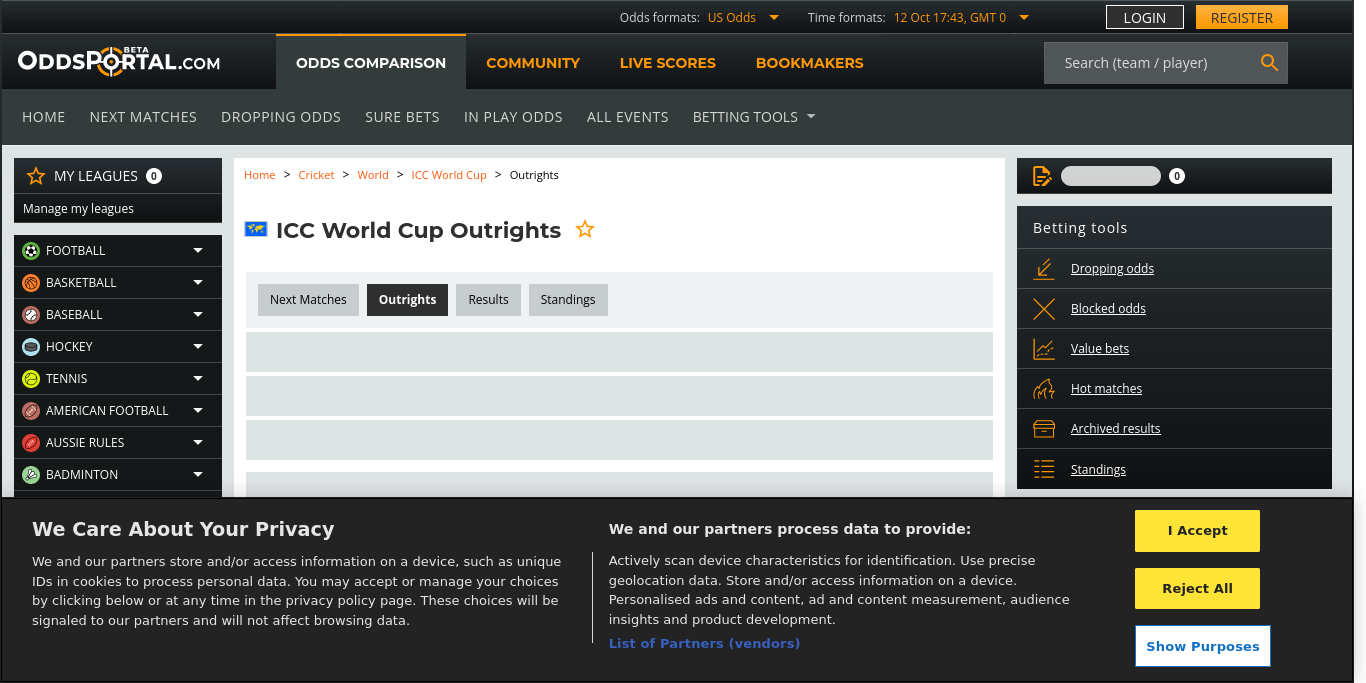 Odds formats: US Odds Time formats: 12 Oct 17:43, GMT 0 LOGIN REGISTER
ODDSPORTAL.COM BETA ODDS COMPARISON COMMUNITY LIVE SCORES BOOKMAKERS Search (team / player)
HOME NEXT MATCHES DROPPING ODDS SURE BETS IN PLAY ODDS ALL EVENTS BETTING TOOLS
MY LEAGUES 0
Manage my leagues
FOOTBALL
BASKETBALL
BASEBALL
HOCKEY
TENNIS
AMERICAN FOOTBALL
AUSSIE RULES
BADMINTON
Home > Cricket > World > ICC World Cup > Outrights
ICC World Cup Outrights
Next Matches Outrights Results Standings
0
Betting tools
Dropping odds
Blocked odds
Value bets
Hot matches
Archived results
Standings
We Care About Your Privacy
We and our partners store and/or access information on a device, such as unique
IDs in cookies to process personal data. You may accept or manage your choices
by clicking below or at any time in the privacy policy page. These choices will be
signaled to our partners and will not affect browsing data.
We and our partners process data to provide:
Actively scan device characteristics for identification. Use precise
geolocation data. Store and/or access information on a device.
Personalised ads and content, ad and content measurement, audience
insights and product development.
List of Partners (vendors)
I Accept
Reject All
Show Purposes